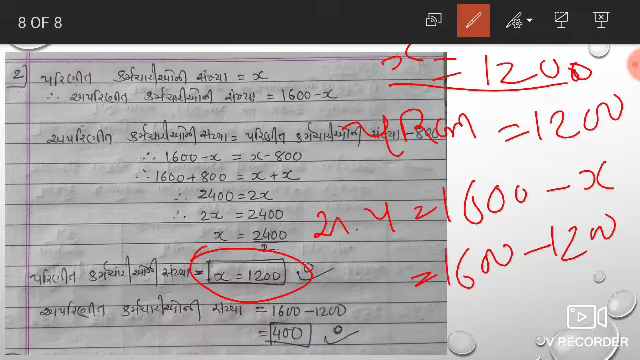 8 OF 8
2) પરિણીત કર્મચારીઓની સંખ્યા = x
∴ અપરિણીત કર્મચારીઓની સંખ્યા = 1600-x
અપરિણીત કર્મચારીઓની સંખ્યા = પરિણીત કર્મચારીઓની સંખ્યા - 800
∴ 1600-x = x-800
∴ 1600+800 = x+x
∴ 2400=2x
∴ 2x = 2400
x = 2400
2
પરિણીત કર્મચારીઓની સંખ્યા = x = 1200
અપરિણીત કર્મચારીઓની સંખ્યા = 1600-1200
= 400
x = 1200
= 1200
= 1600 - x
= 1600 - 1200
VV RECORDER